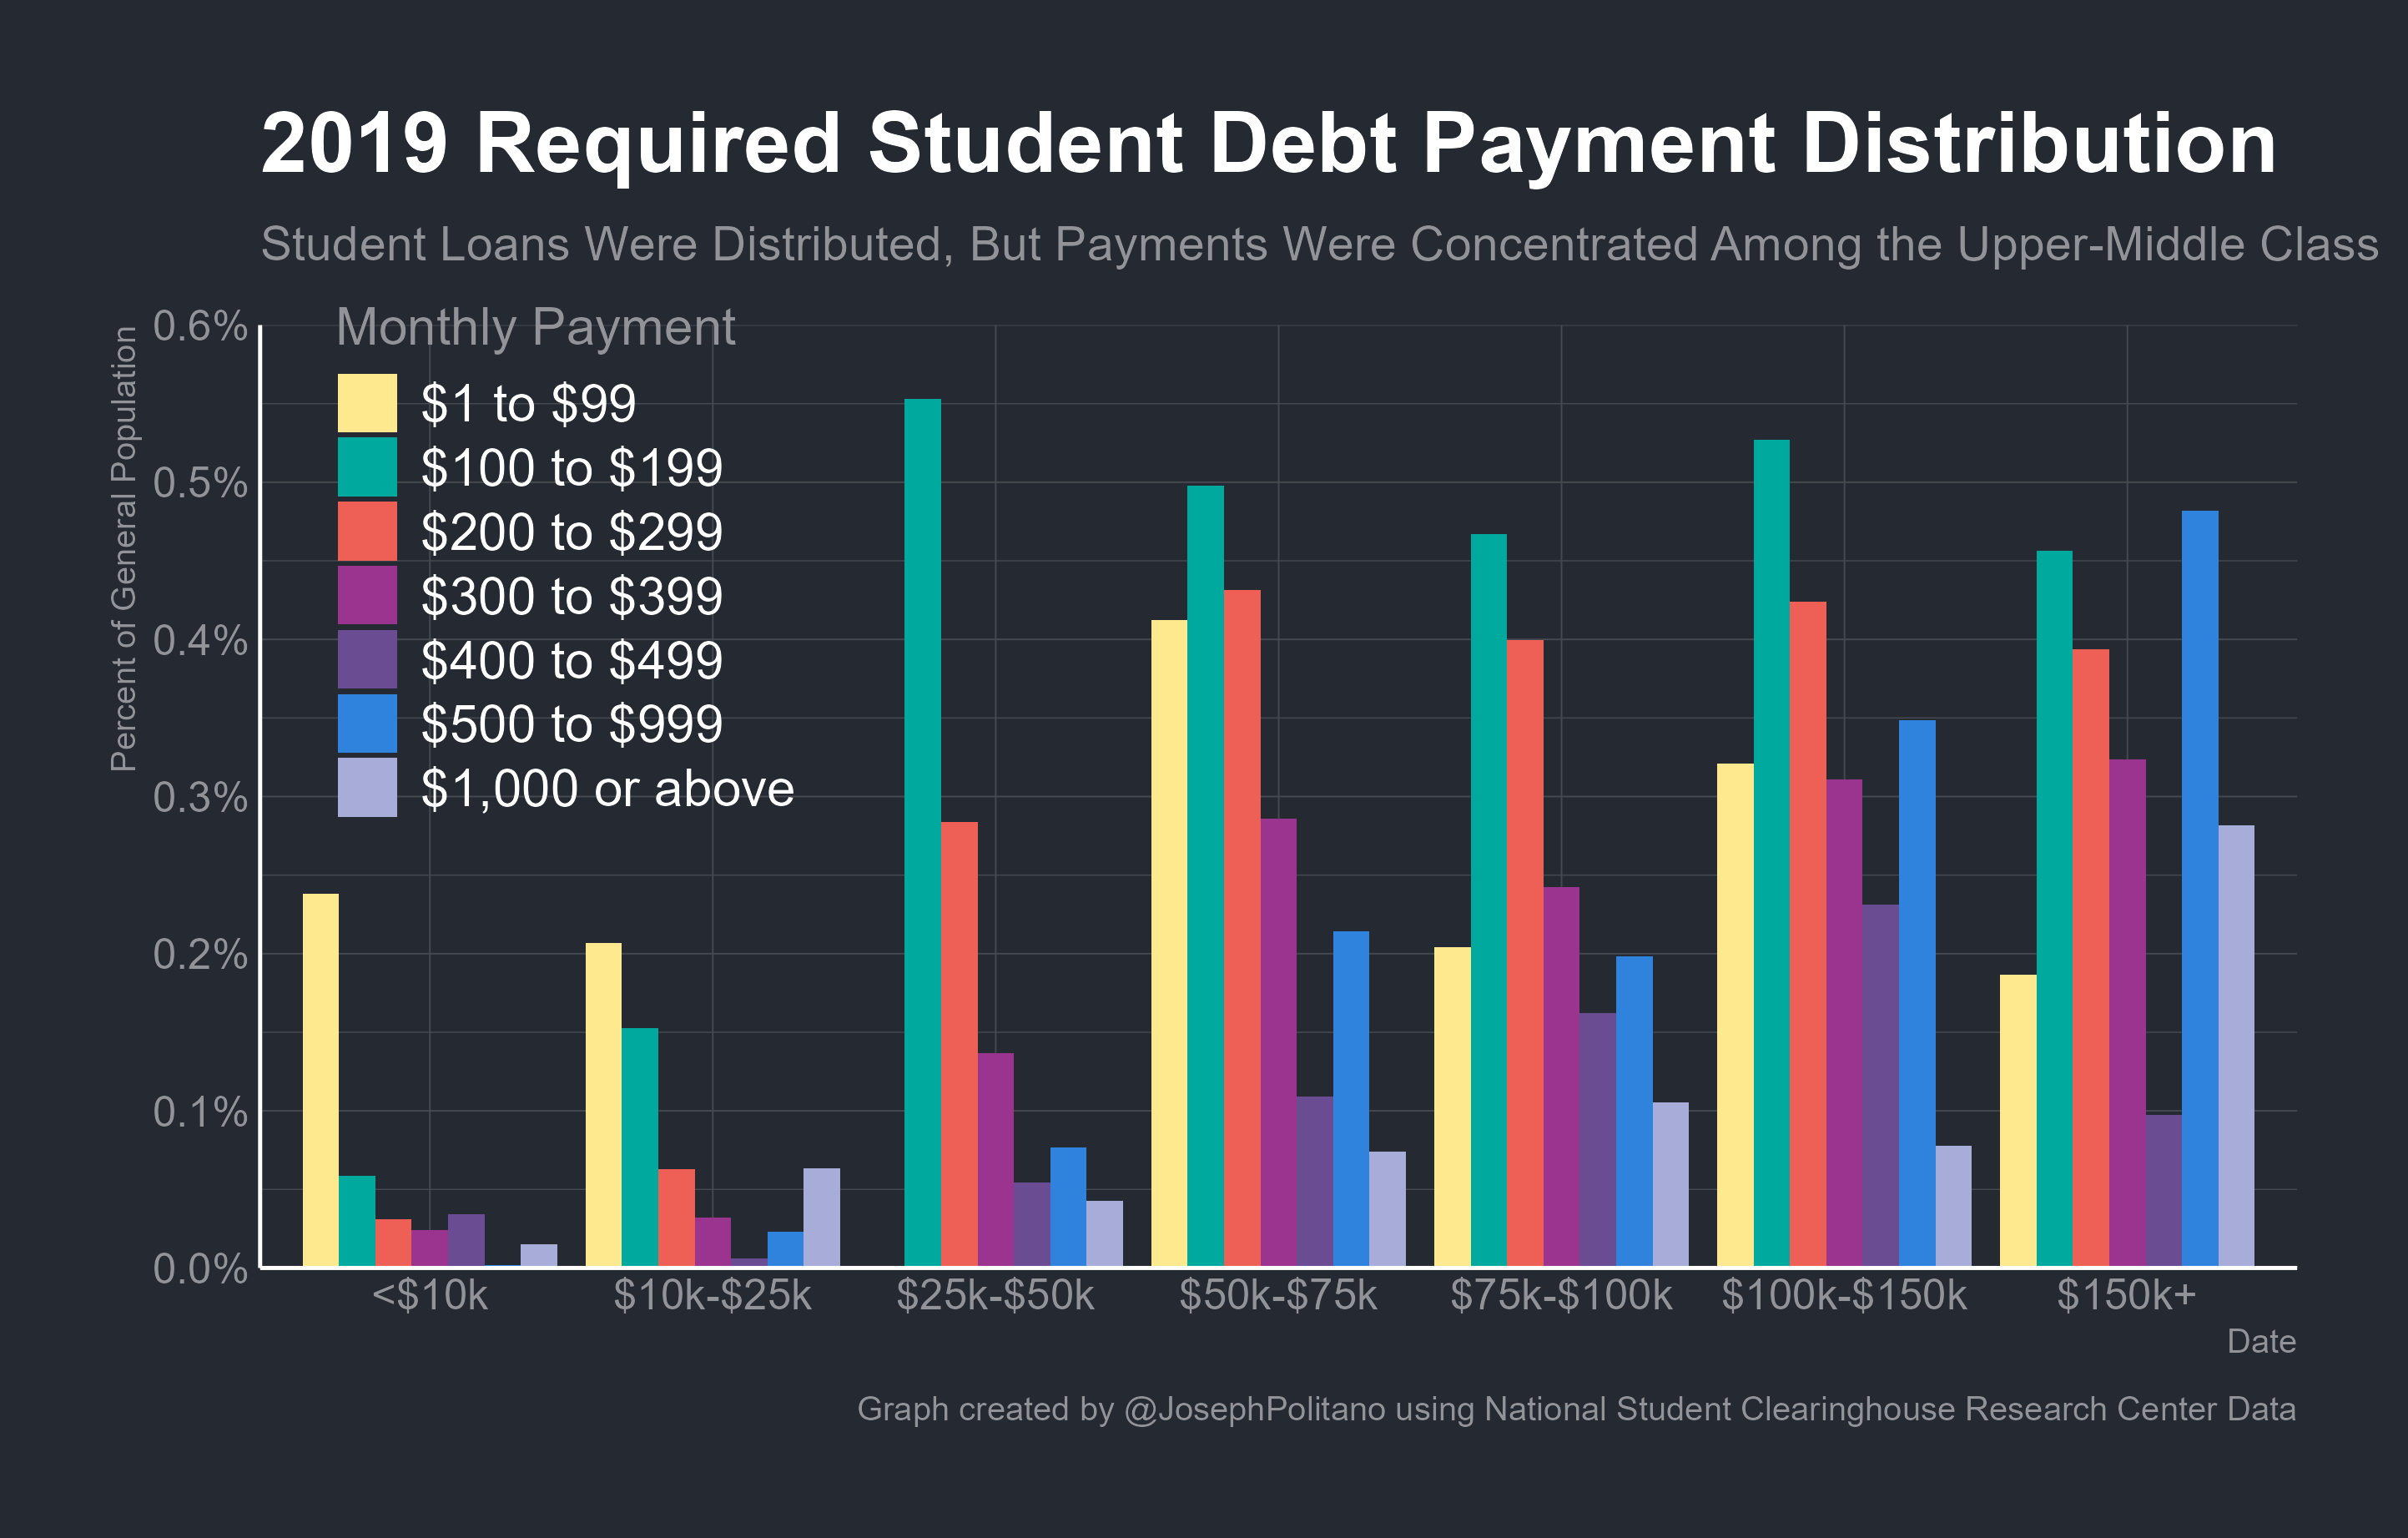 2019 Required Student Debt Payment Distribution
Student Loans Were Distributed, But Payments Were Concentrated Among the Upper-Middle Class
Monthly Payment
$1 to $99
$100 to $199
$200 to $299
$300 to $399
$400 to $499
$500 to $999
$1,000 or above
Percent of General Population
0.6%
0.5%
0.4%
0.3%
0.2%
0.1%
0.0%
<$10k
$10k-$25k
$25k-$50k
$50k-$75k
$75k-$100k
$100k-$150k
$150k+
Date
Graph created by @JosephPolitano using National Student Clearinghouse Research Center Data